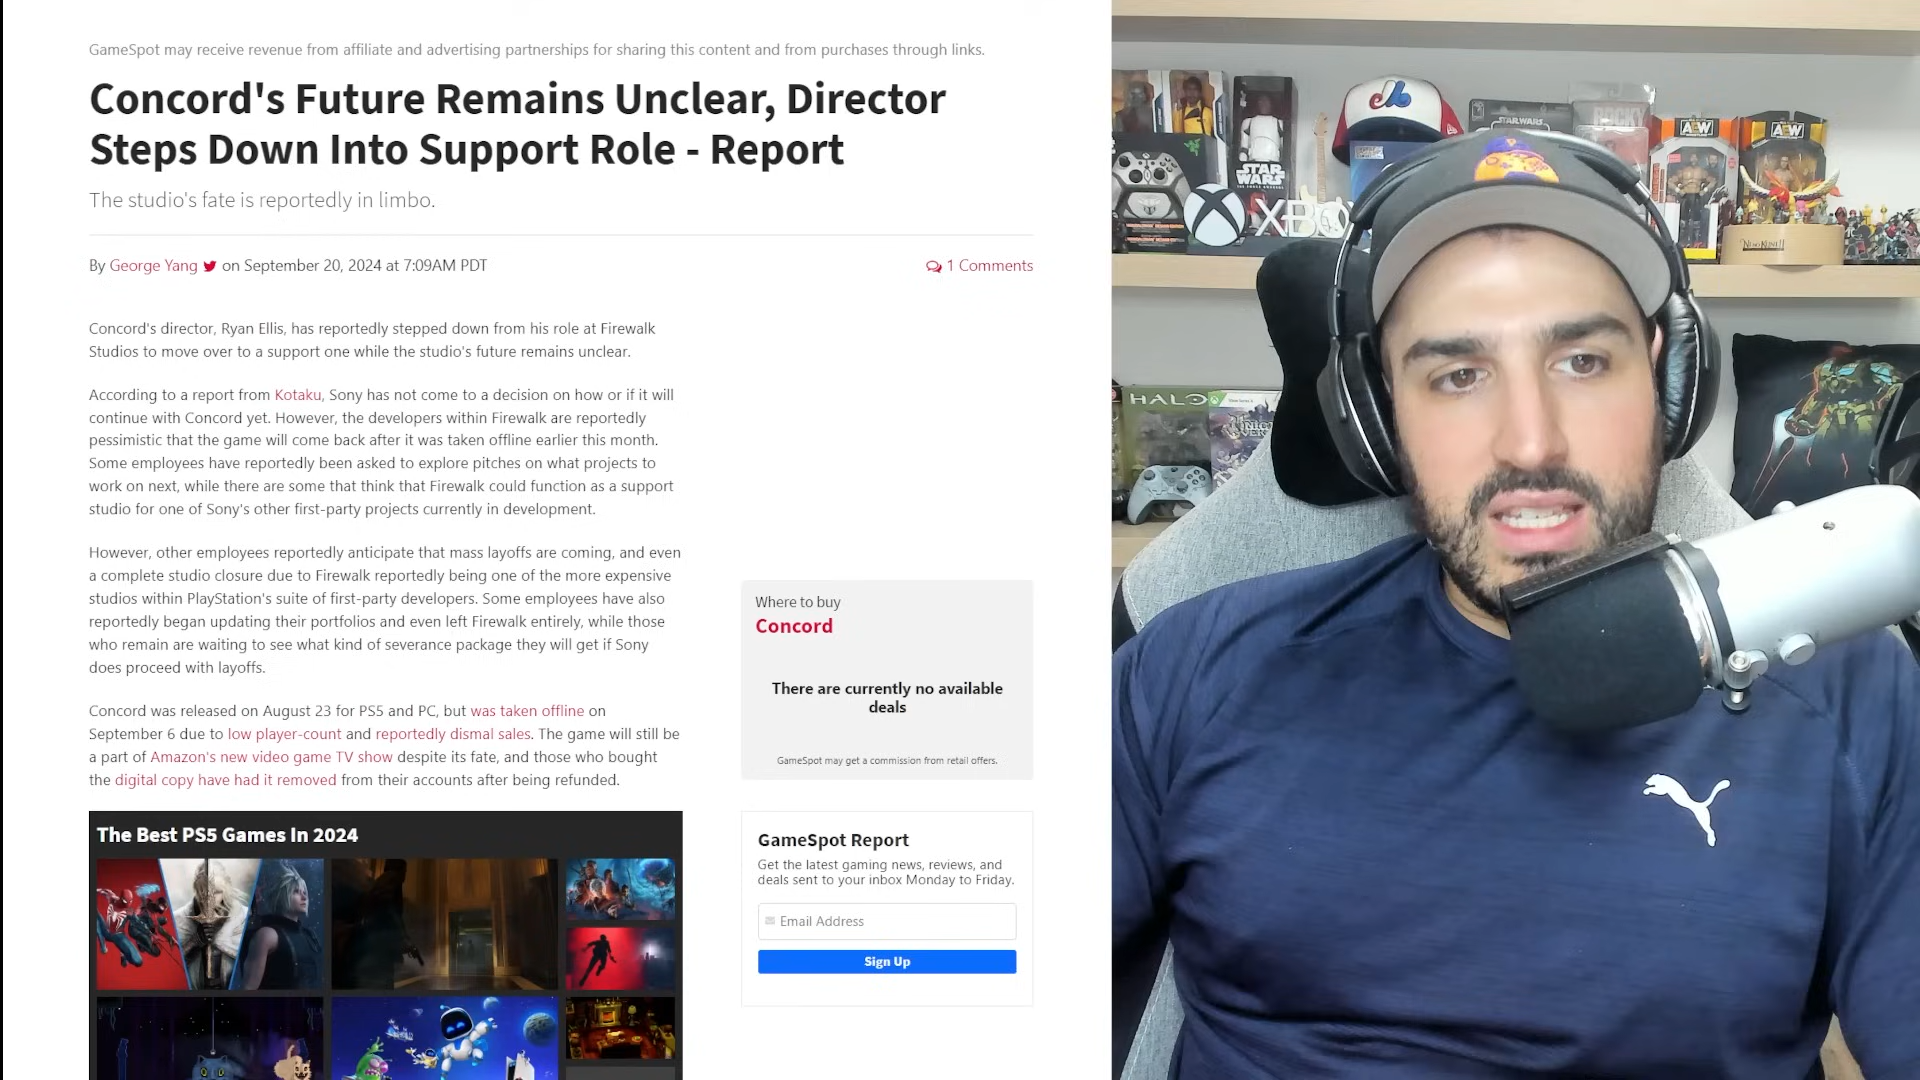 GameSpot may receive revenue from affiliate and advertising partnerships for sharing this content and from purchases through links.
Concord's Future Remains Unclear, Director
Steps Down Into Support Role - Report
The studio's fate is reportedly in limbo.
By George Yang on September 20, 2024 at 7:09AM PDT
1 Comments
Concord's director, Ryan Ellis, has reportedly stepped down from his role at Firewalk
Studios to move over to a support one while the studio's future remains unclear.
According to a report from Kotaku, Sony has not come to a decision on how or if it will
continue with Concord yet. However, the developers within Firewalk are reportedly
pessimistic that the game will come back after it was taken offline earlier this month.
Some employees have reportedly been asked to explore pitches on what projects to
work on next, while there are some that think that Firewalk could function as a support
studio for one of Sony's other first-party projects currently in development.
However, other employees reportedly anticipate that mass layoffs are coming, and even
a complete studio closure due to Firewalk reportedly being one of the more expensive
studios within PlayStation's suite of first-party developers. Some employees have also
reportedly began updating their portfolios and even left Firewalk entirely, while those
who remain are waiting to see what kind of severance package they will get if Sony
does proceed with layoffs.
Concord was released on August 23 for PS5 and PC, but was taken offline on
September 6 due to low player-count and reportedly dismal sales. The game will still be
a part of Amazon's new video game TV show despite its fate, and those who bought
the digital copy have had it removed from their accounts after being refunded.
The Best PS5 Games In 2024
Where to buy
Concord
There are currently no available
deals
GameSpot may get a commission from retail offers.
GameSpot Report
Get the latest gaming news, reviews, and
deals sent to your inbox Monday to Friday.
Email Address
Sign Up
STAR
WARS
XBO
STAR WARS
ROCKY
AEW
AEW
HALO
NI NO KUNI II